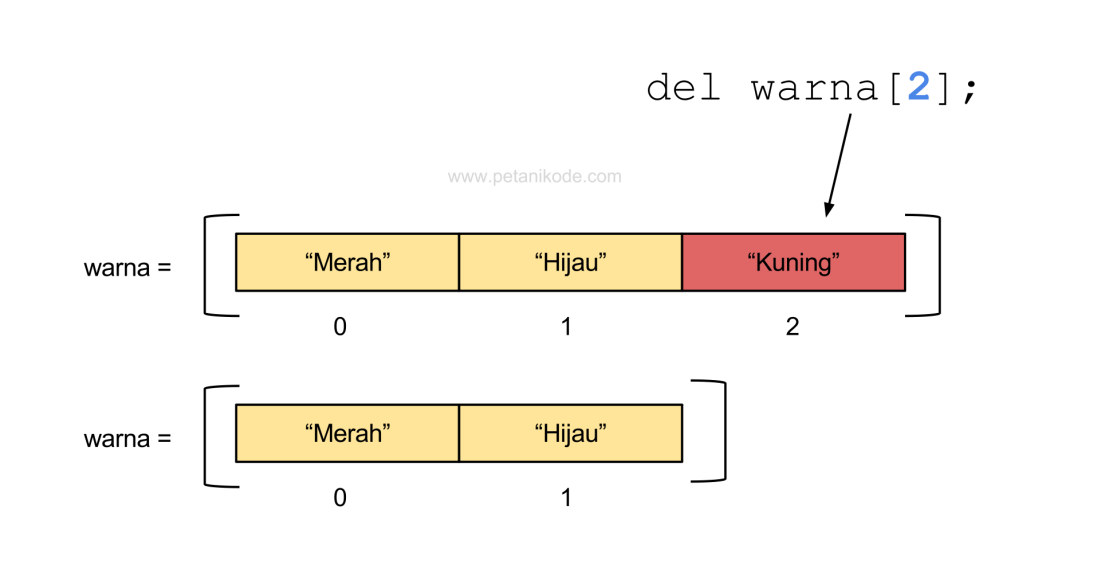 del warna[2];
www.petanikode.com
warna = “Merah” “Hijau” “Kuning”
0 1 2
warna = “Merah” “Hijau”
0 1